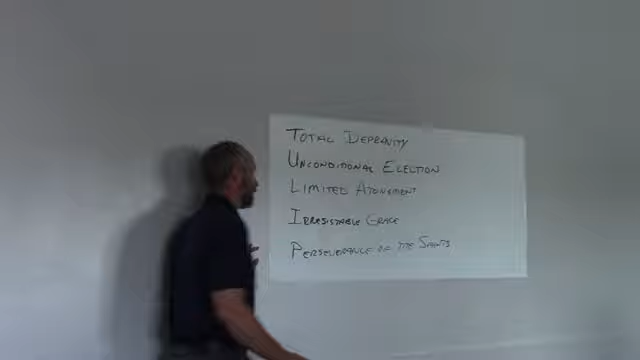 TOTAL DEPRAVITY
UNCONDITIONAL ELECTION
LIMITED ATONEMENT
IRRESISTABLE GRACE
PERSEVERANCE OF THE SAINTS